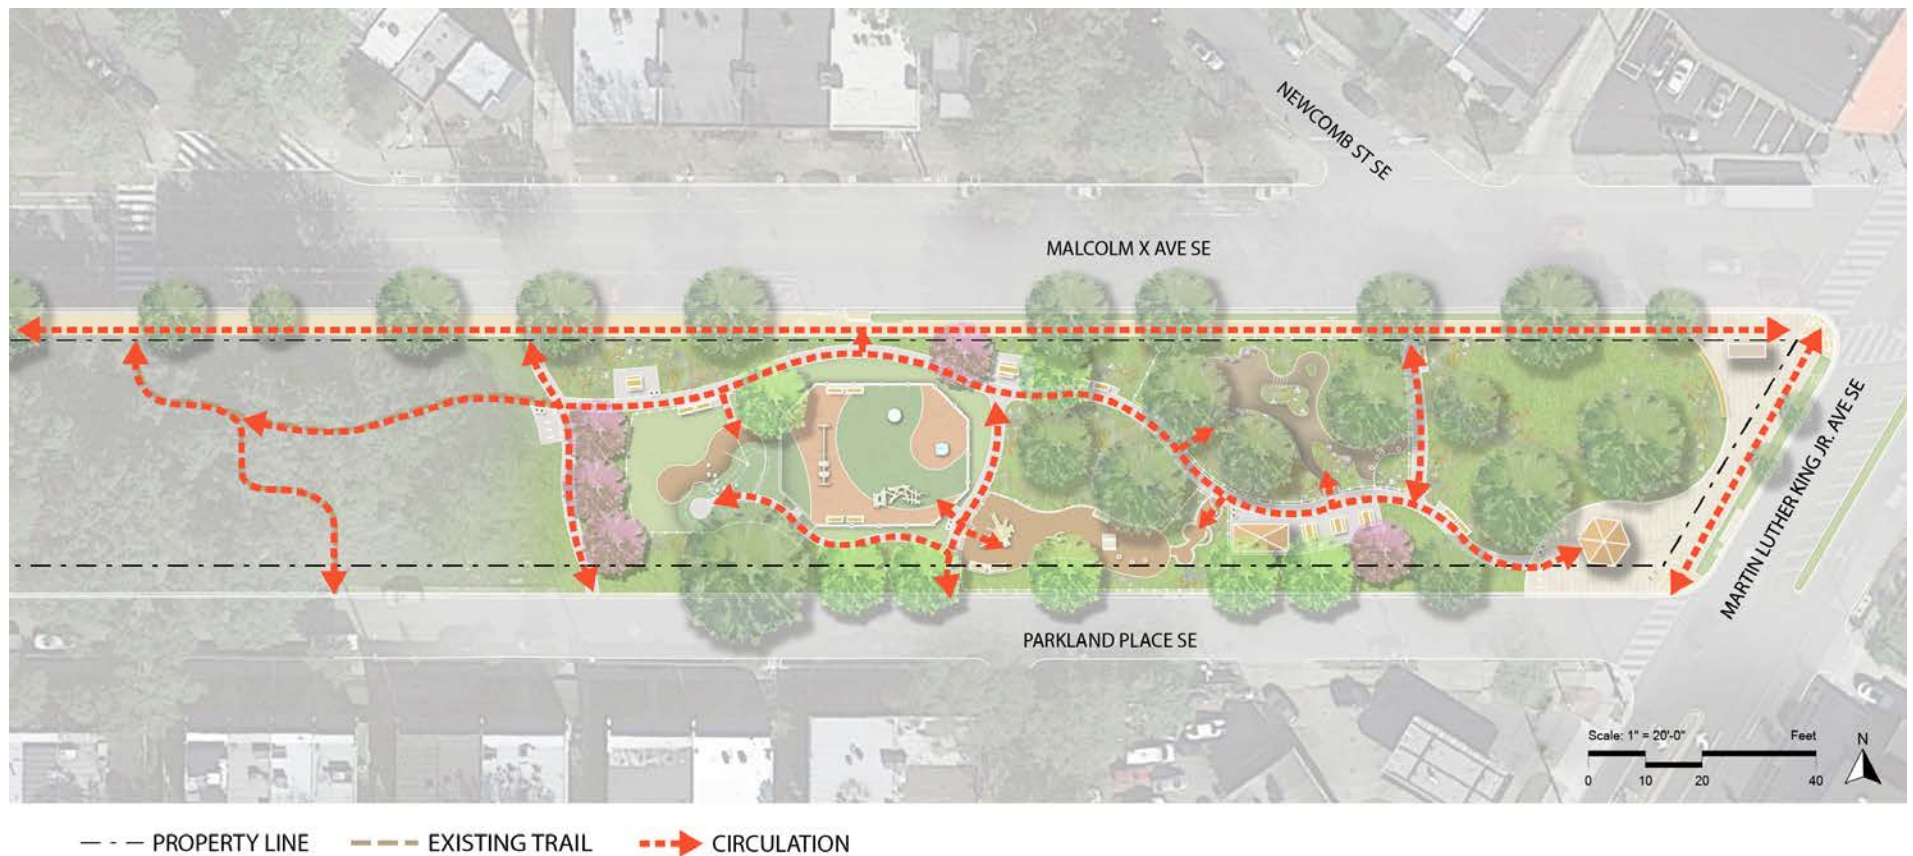 NEWCOMB ST SE
MALCOLM X AVE SE
MARTIN LUTHER KING JR. AVE SE
PARKLAND PLACE SE
Scale: 1" = 20'-0" Feet
0 10 20 40
N
PROPERTY LINE EXISTING TRAIL CIRCULATION